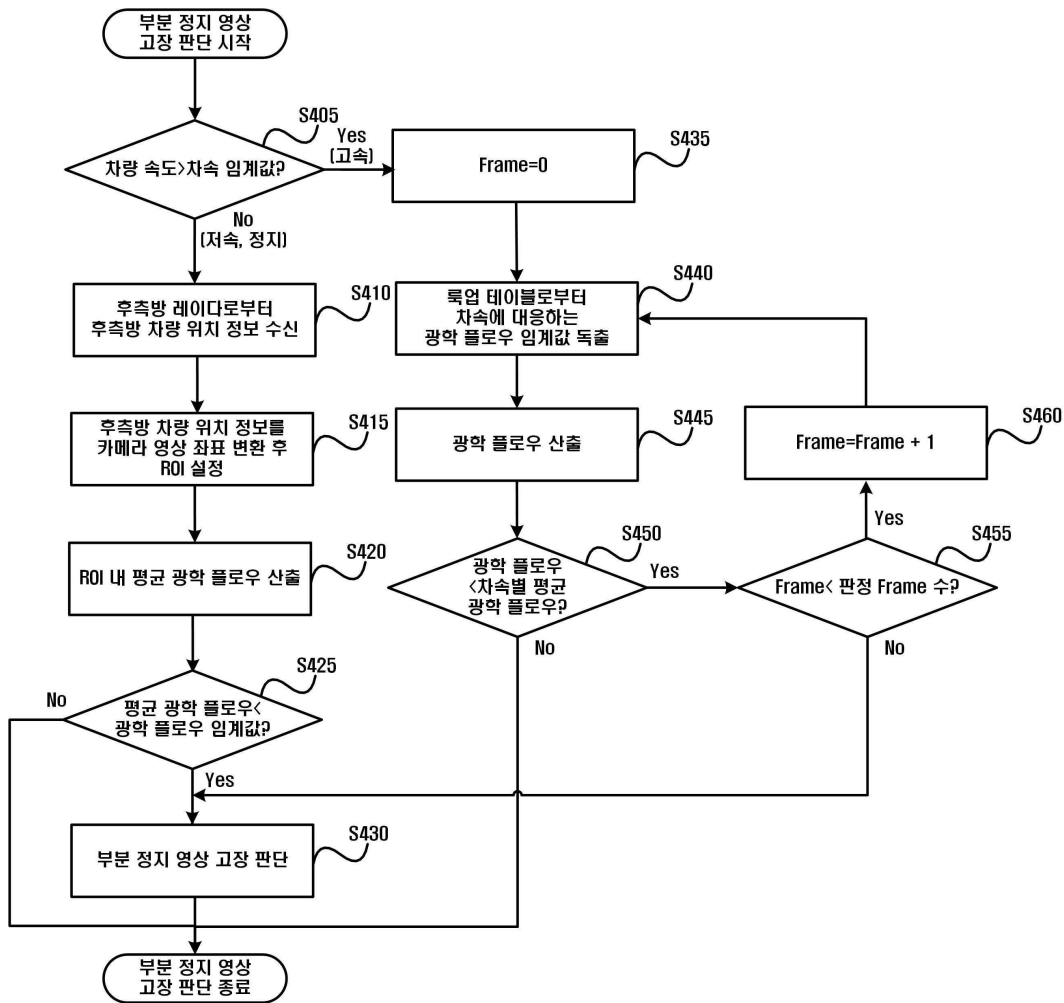 부분 정지 영상
고장 판단 시작
S405
차량 속도>차속 임계값?
Yes
(고속)
No
(저속, 정지)
S435
Frame=0
S410
후측방 레이다로부터
후측방 차량 위치 정보 수신
S440
룩업 테이블로부터
차속에 대응하는
광학 플로우 임계값 독출
S415
후측방 차량 위치 정보를
카메라 영상 좌표 변환 후
ROI 설정
S445
광학 플로우 산출
S460
Frame=Frame + 1
S420
ROI 내 평균 광학 플로우 산출
S450
광학 플로우
<차속별 평균
광학 플로우?
Yes
No
S455
Frame< 판정 Frame 수?
Yes
No
S425
평균 광학 플로우<
광학 플로우 임계값?
No
Yes
S430
부분 정지 영상 고장 판단
부분 정지 영상
고장 판단 종료